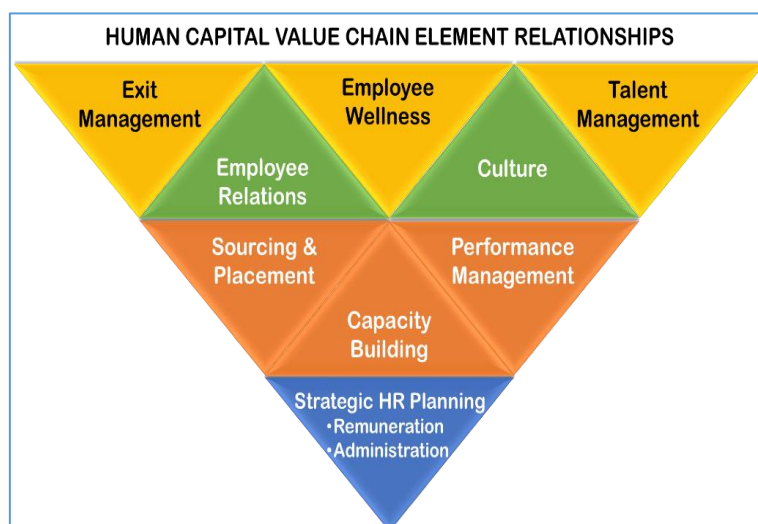 HUMAN CAPITAL VALUE CHAIN ELEMENT RELATIONSHIPS
Exit
Management
Employee
Wellness
Talent
Management
Employee
Relations
Culture
Sourcing &
Placement
Performance
Management
Capacity
Building
Strategic HR Planning
•Remuneration
•Administration